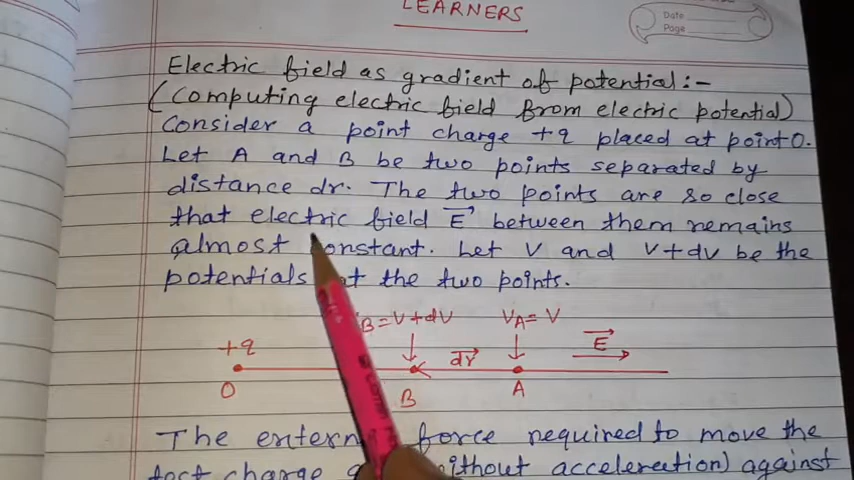 LEARNERS
Date
Page
Electric field as gradient of potential :-
(Computing electric field from electric potential)
Consider a point charge +q placed at point O.
Let A and B be two points separated by
distance dr. The two points are so close
that electric field E⃗ between them remains
almost constant. Let V and V+dV be the
potentials at the two points.
B=V+dV VA=V E⃗
+q dr⃗
O B A
The extern force required to move the
test charge without acceleration) against